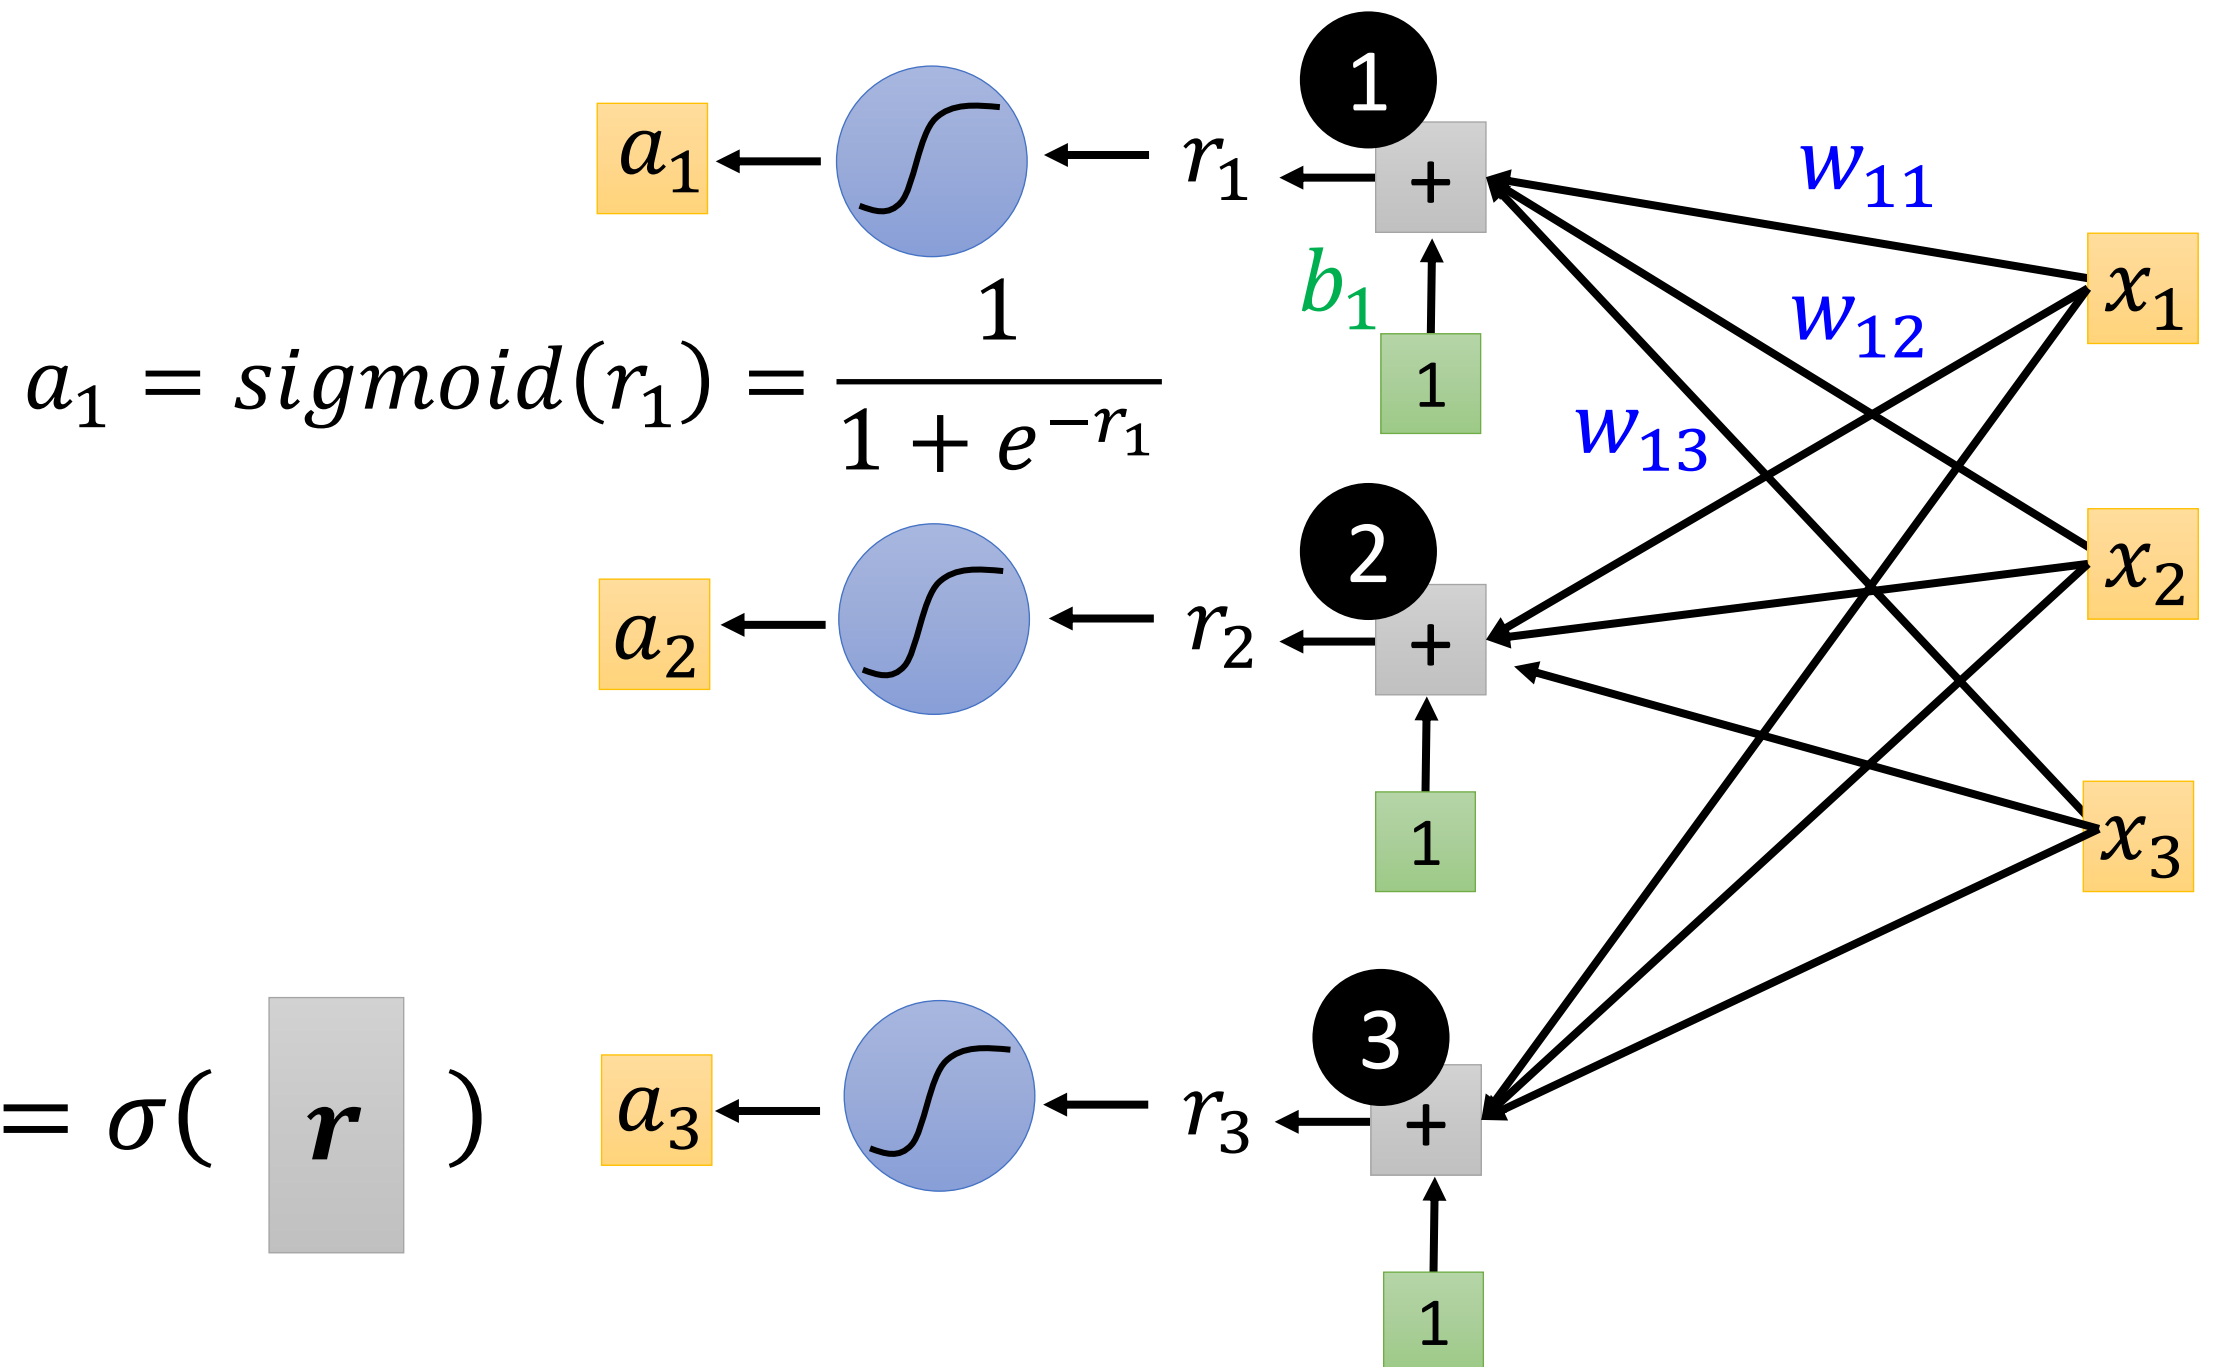 1
a₁ r₁ + w₁₁
b₁ w₁₂ x₁
a₁ = sigmoid(r₁) = 1 / (1 + e^{−r₁}) 1 w₁₃
2 x₂
a₂ r₂ +
1 x₃
3
= σ( r ) a₃ r₃ +
1